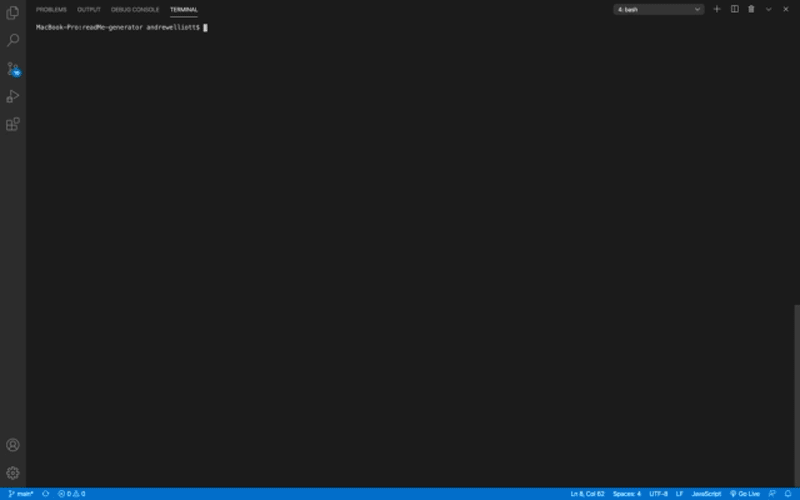 PROBLEMS OUTPUT DEBUG CONSOLE TERMINAL 4: bash
MacBook-Pro:readMe-generator andrewelliott$
main* 0 0 Ln 8, Col 62 Spaces: 4 UTF-8 LF JavaScript Go Live